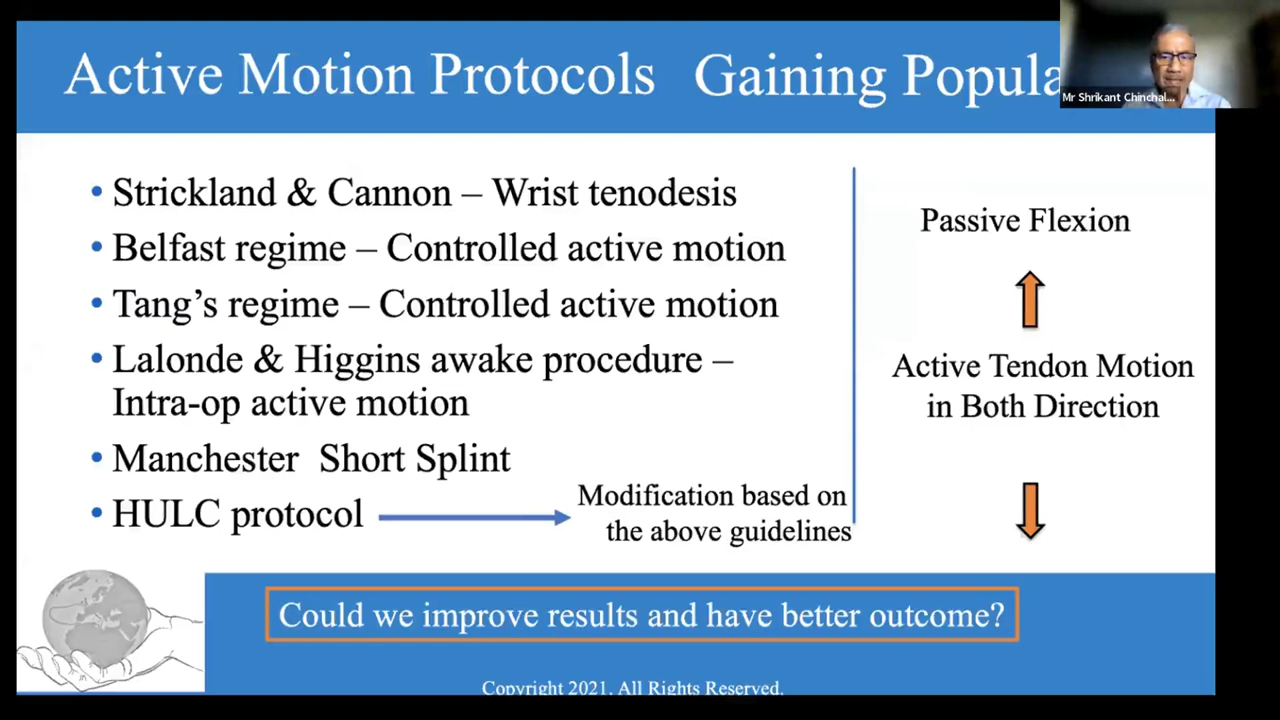 Active Motion Protocols Gaining Popula
Mr Shrikant Chinchal...
• Strickland & Cannon – Wrist tenodesis
• Belfast regime – Controlled active motion
• Tang’s regime – Controlled active motion
• Lalonde & Higgins awake procedure –
Intra-op active motion
• Manchester Short Splint
• HULC protocol
Modification based on
the above guidelines
Passive Flexion
Active Tendon Motion
in Both Direction
Could we improve results and have better outcome?
Copyright 2021. All Rights Reserved.